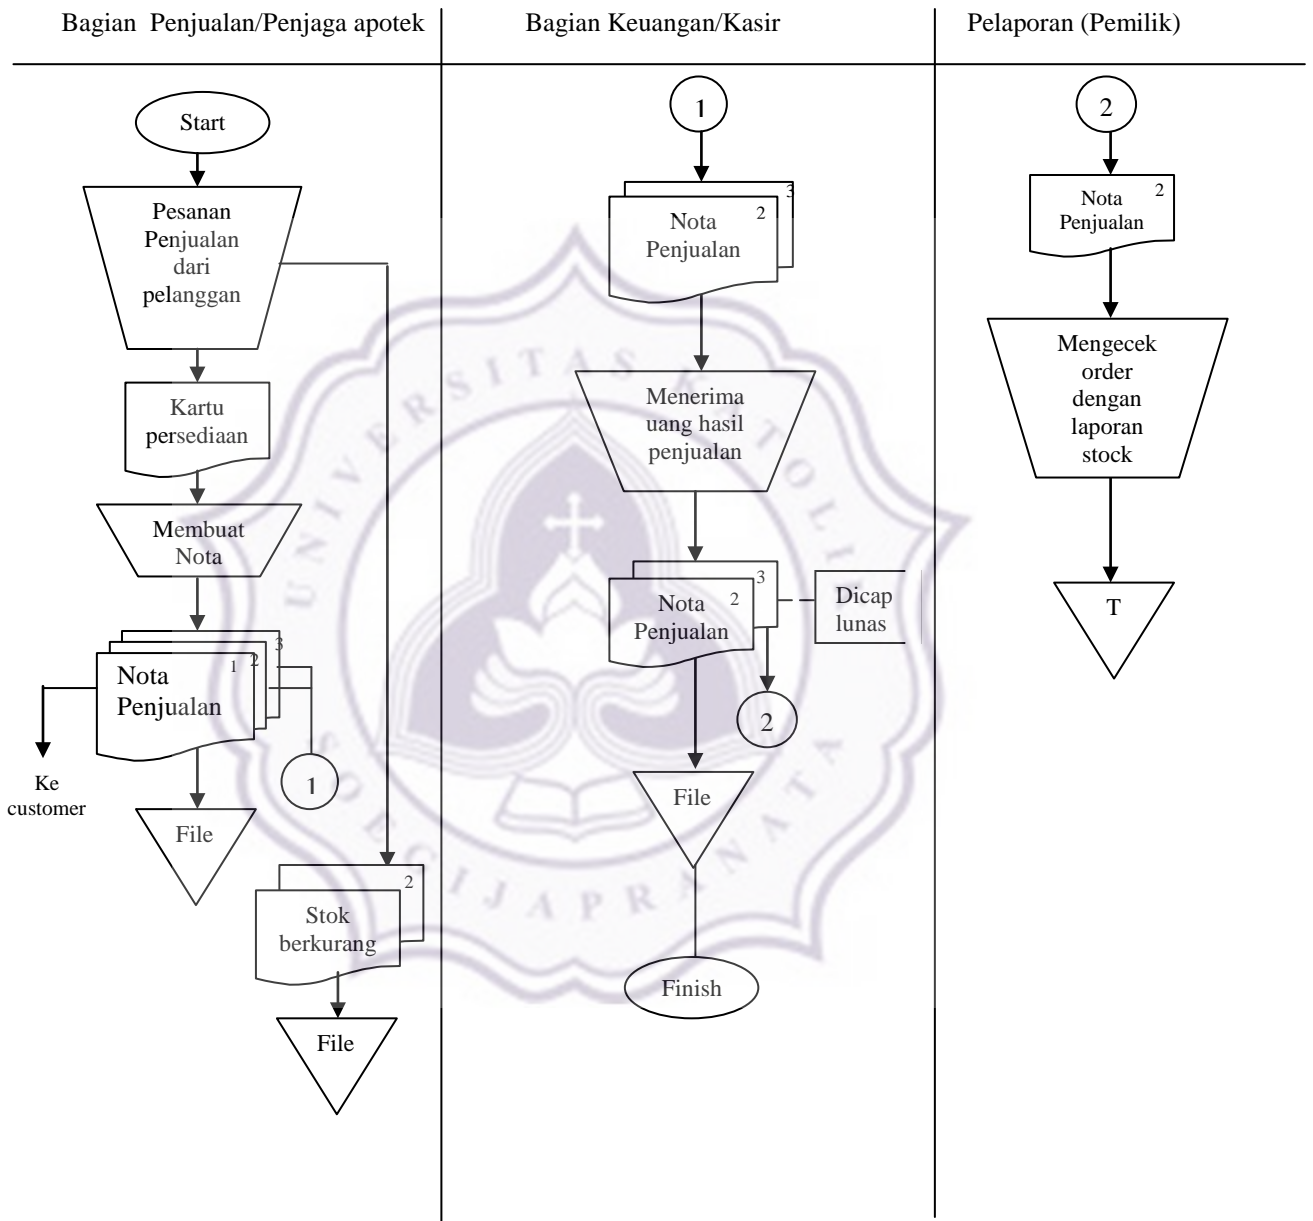 Bagian  Penjualan/Penjaga apotek
Bagian Keuangan/Kasir
Pelaporan (Pemilik)
Start
Pesanan
Penjualan
dari
pelanggan
Kartu
persediaan
Membuat
Nota
Nota
Penjualan
1
2
3
Ke
customer
1
File
Stok
berkurang
2
File
1
Nota
Penjualan
2
3
Menerima
uang hasil
penjualan
Nota
Penjualan
2
3
Dicap
lunas
2
File
Finish
2
Nota
Penjualan
2
Mengecek
order
dengan
laporan
stock
T
UNIVERSITAS KATOLIK
SOEGIJAPRANATA